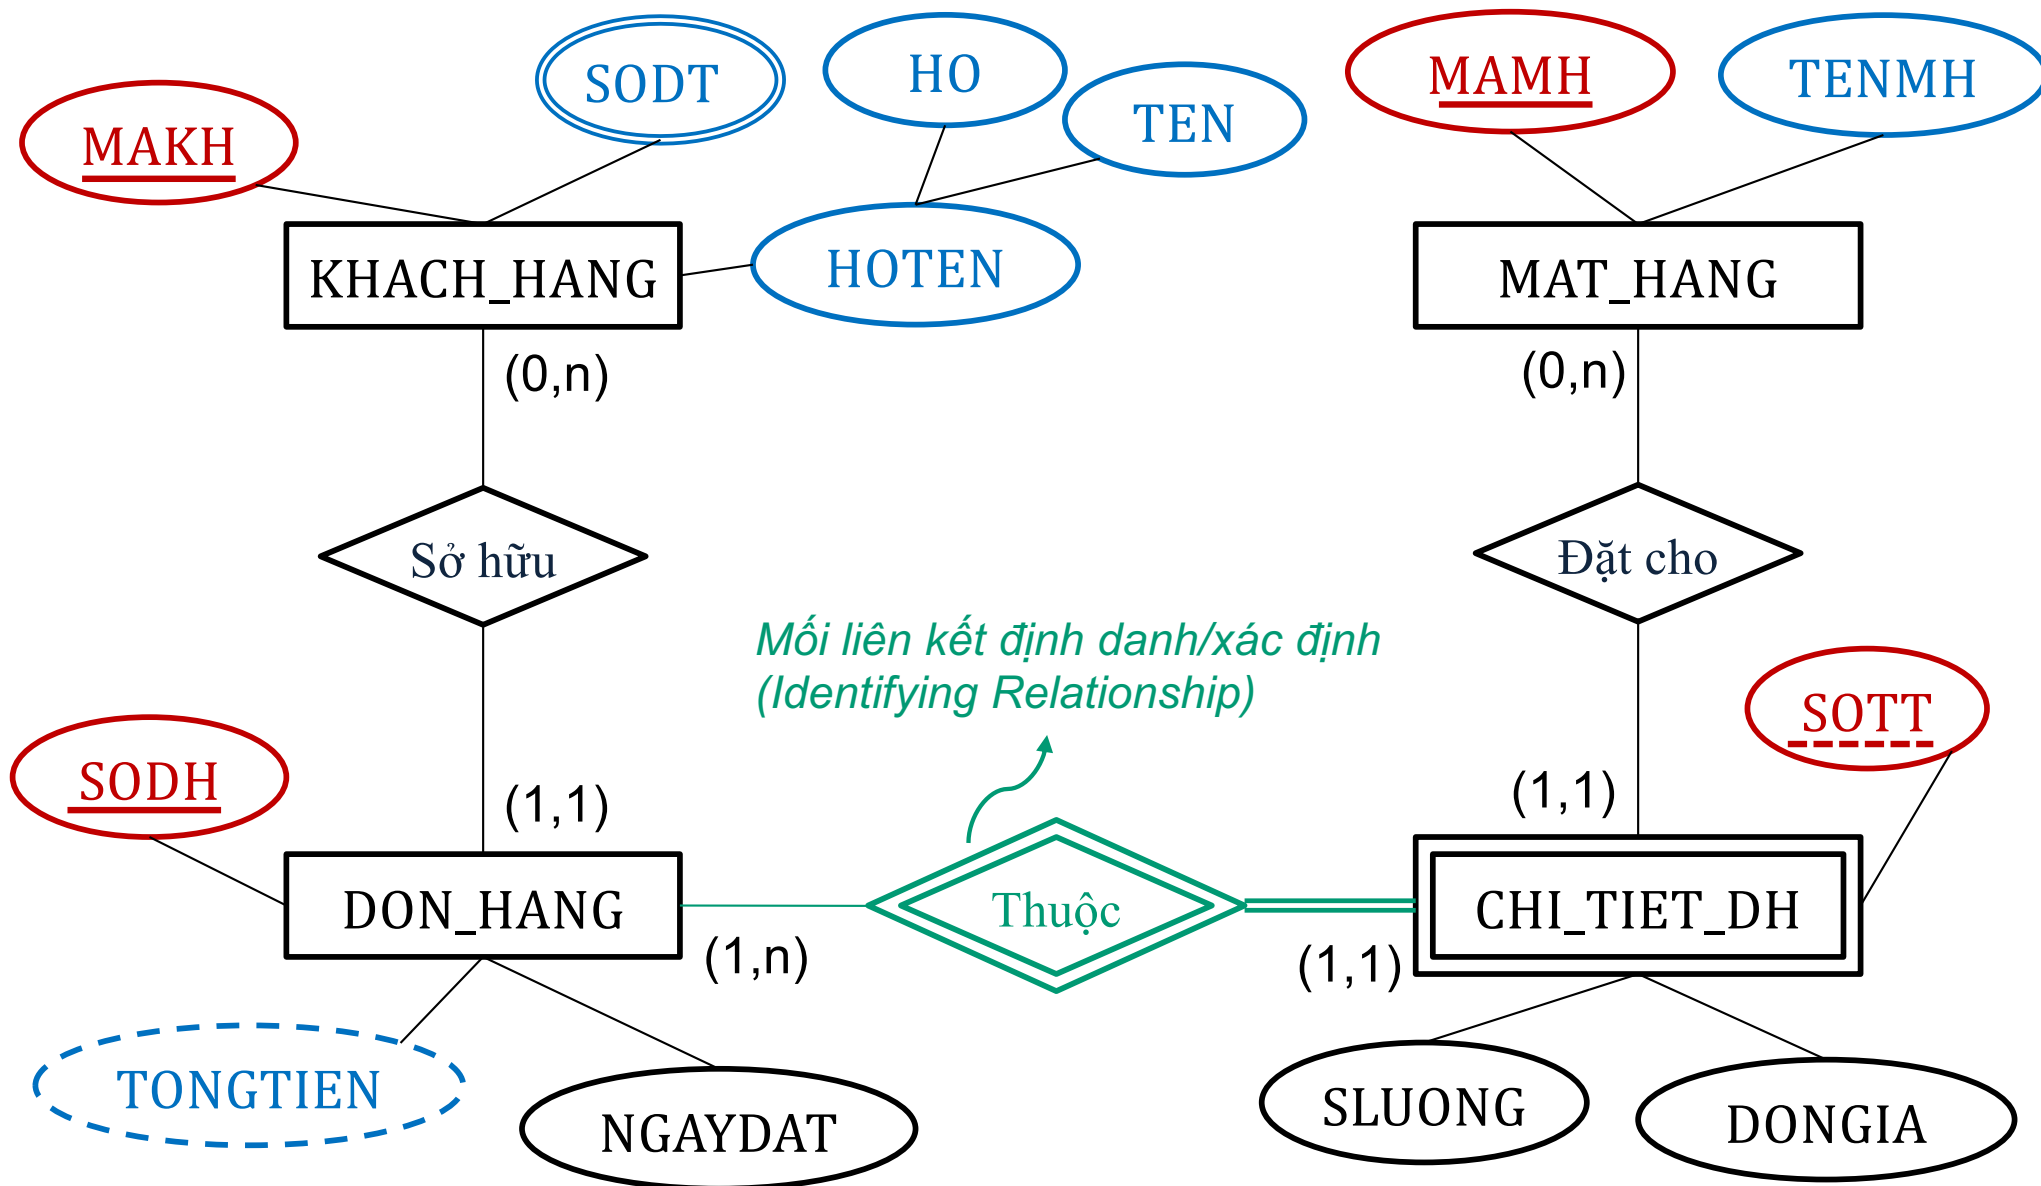 SODT
HO
MAMH
TENMH
TEN
MAKH
KHACH_HANG
HOTEN
MAT_HANG
(0,n)
(0,n)
Sở hữu
Đặt cho
Mối liên kết định danh/xác định
(Identifying Relationship)
SOTT
SODH
(1,1)
(1,1)
DON_HANG
Thuộc
CHI_TIET_DH
(1,n)
(1,1)
TONGTIEN
NGAYDAT
SLUONG
DONGIA